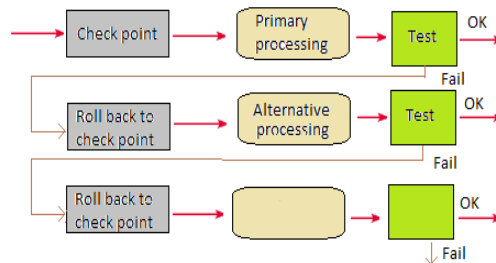 Check point
Primary
processing
Test
OK
Fail
Roll back to
check point
Alternative
processing
Test
OK
Fail
Roll back to
check point
OK
Fail